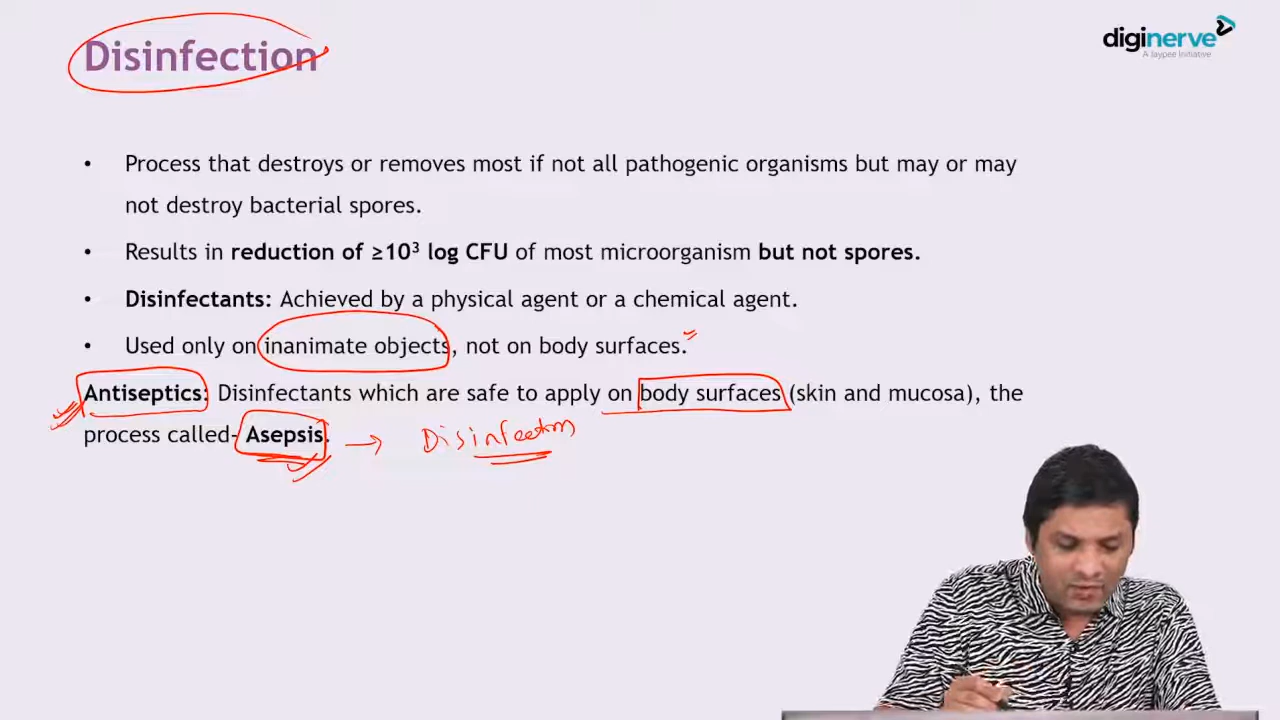 Disinfection
diginerve
A Jaypee Initiative
• Process that destroys or removes most if not all pathogenic organisms but may or may
not destroy bacterial spores.
• Results in reduction of ≥10³ log CFU of most microorganism but not spores.
• Disinfectants: Achieved by a physical agent or a chemical agent.
• Used only on inanimate objects, not on body surfaces.
Antiseptics: Disinfectants which are safe to apply on body surfaces (skin and mucosa), the
process called- Asepsis. → Disinfection